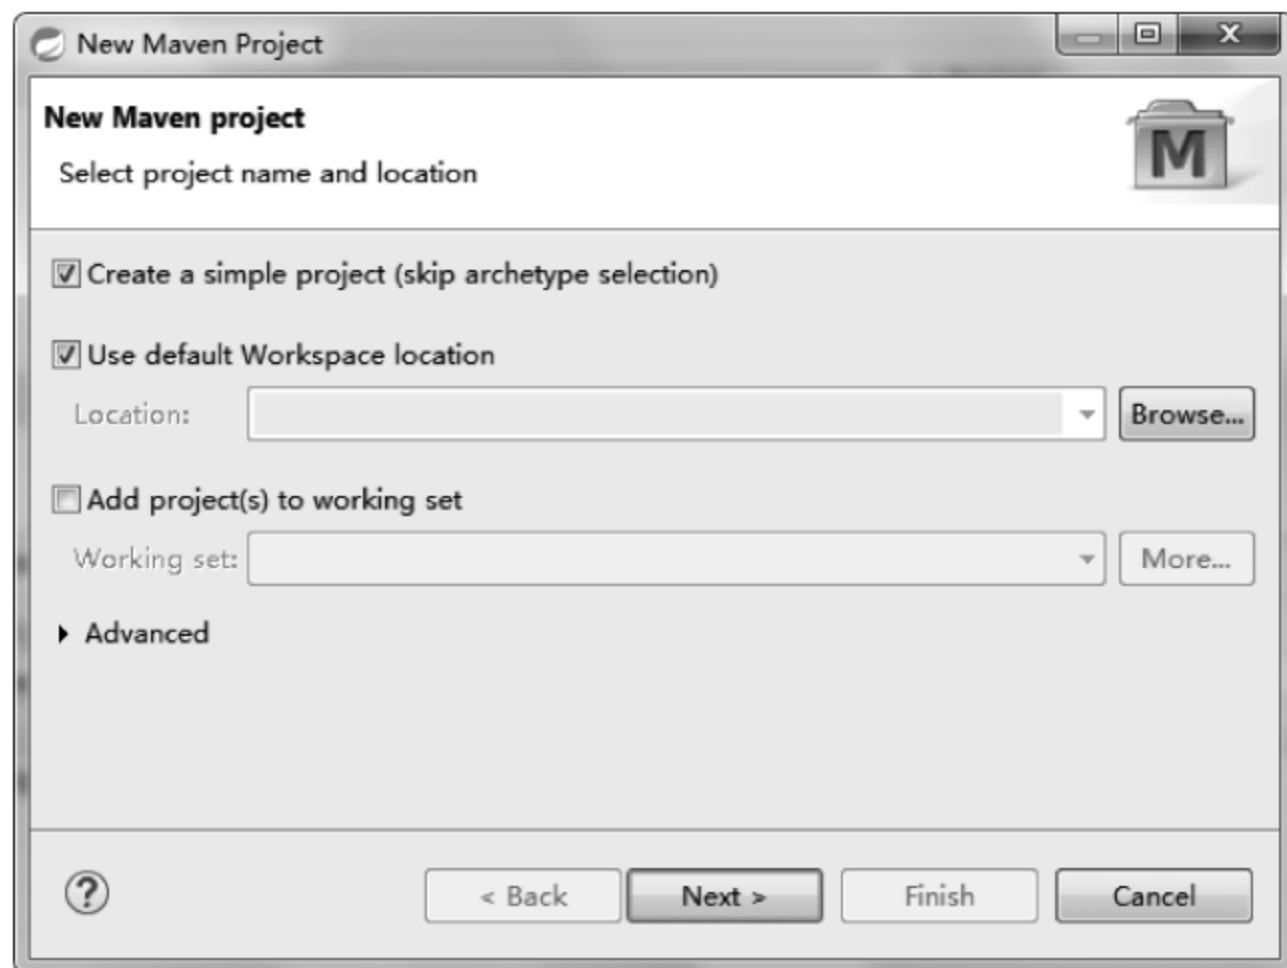 New Maven Project
X
New Maven project
M
Select project name and location
Create a simple project (skip archetype selection)
Use default Workspace location
Location:
Browse...
Add project(s) to working set
Working set:
More...
Advanced
?
< Back
Next >
Finish
Cancel